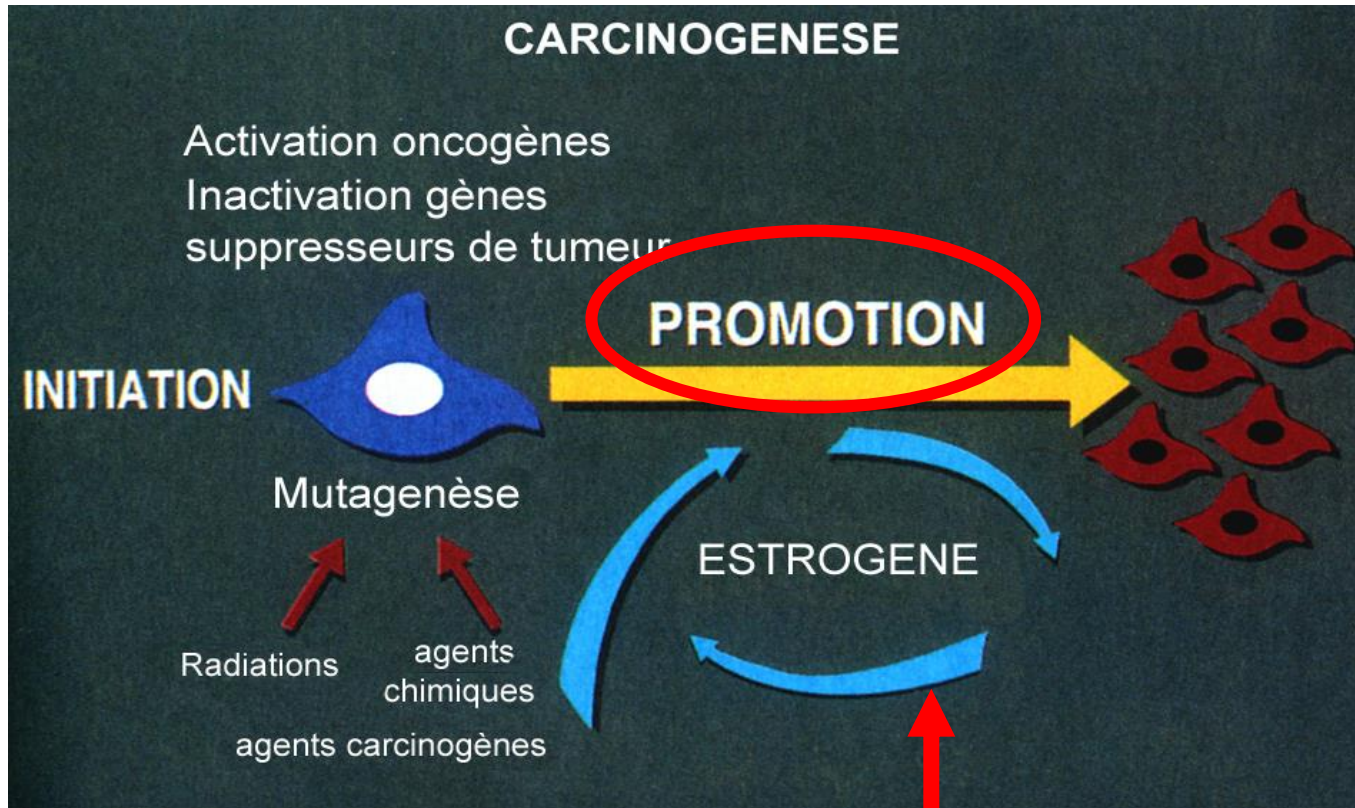 CARCINOGENESE
Activation oncogènes
Inactivation gènes
suppresseurs de tumeur
PROMOTION
INITIATION
Mutagenèse
ESTROGENE
Radiations
agents
chimiques
agents carcinogènes